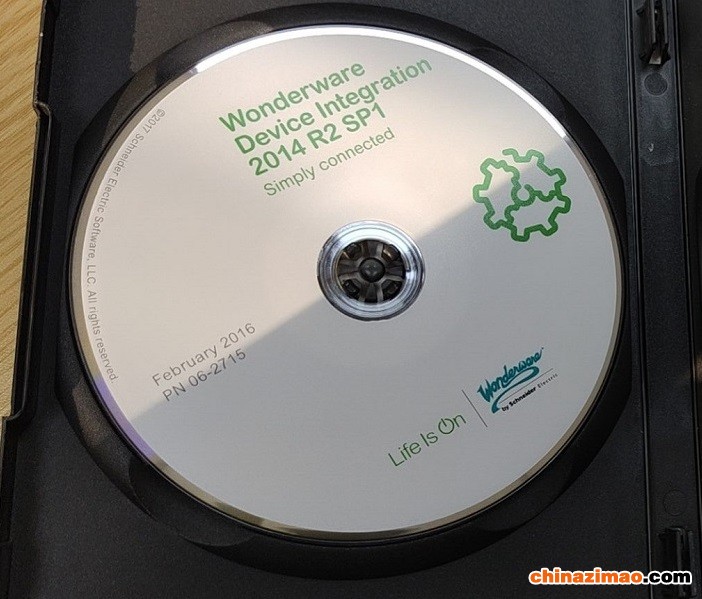 Wonderware
Device Integration
2014 R2 SP1
Simply connected
©2017 Schneider Electric Software, LLC. All rights reserved.
February 2016
PN 06-2715
Life Is On
Wonderware
by Schneider Electric
chinazimao.com